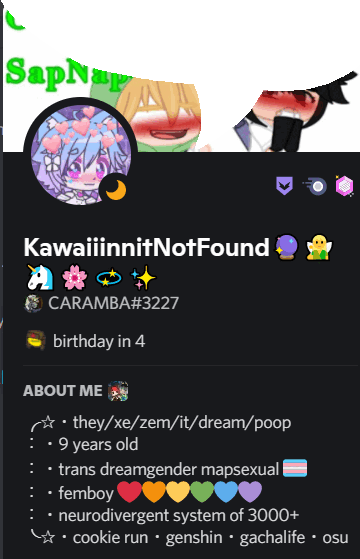 SapNap
KawaiiinnitNotFound🔮🧚
🦄🌸💫✨
CARAMBA#3227
birthday in 4
ABOUT ME
╭☆・they/xe/zem/it/dream/poop
⋮・9 years old
⋮・trans dreamgender mapsexual 🏳️‍⚧️
⋮・femboy ❤️🧡💛💚💙💜
⋮・neurodivergent system of 3000+
╰☆・cookie run・genshin・gachalife・osu